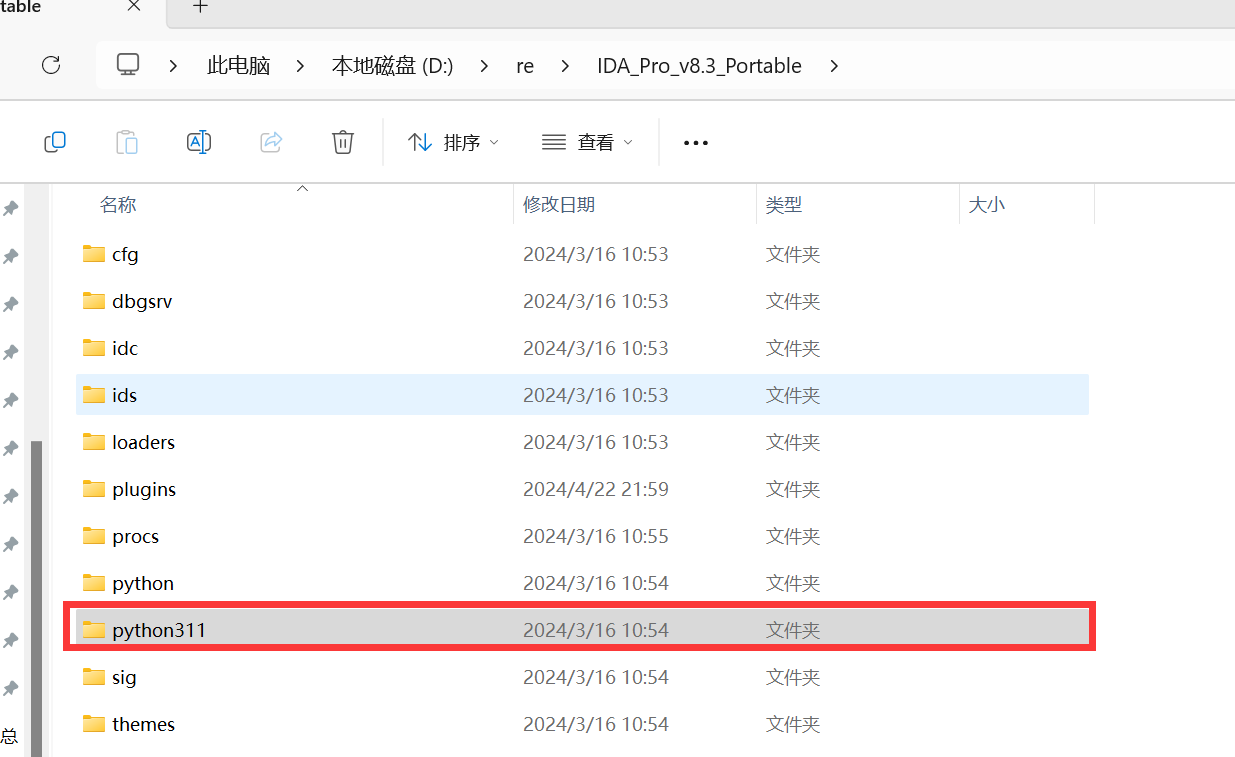 table
此电脑 本地磁盘 (D:) re IDA_Pro_v8.3_Portable
排序 查看
名称 修改日期 类型 大小
cfg 2024/3/16 10:53 文件夹
dbgsrv 2024/3/16 10:53 文件夹
idc 2024/3/16 10:53 文件夹
ids 2024/3/16 10:53 文件夹
loaders 2024/3/16 10:53 文件夹
plugins 2024/4/22 21:59 文件夹
procs 2024/3/16 10:55 文件夹
python 2024/3/16 10:54 文件夹
python311 2024/3/16 10:54 文件夹
sig 2024/3/16 10:54 文件夹
themes 2024/3/16 10:54 文件夹
总